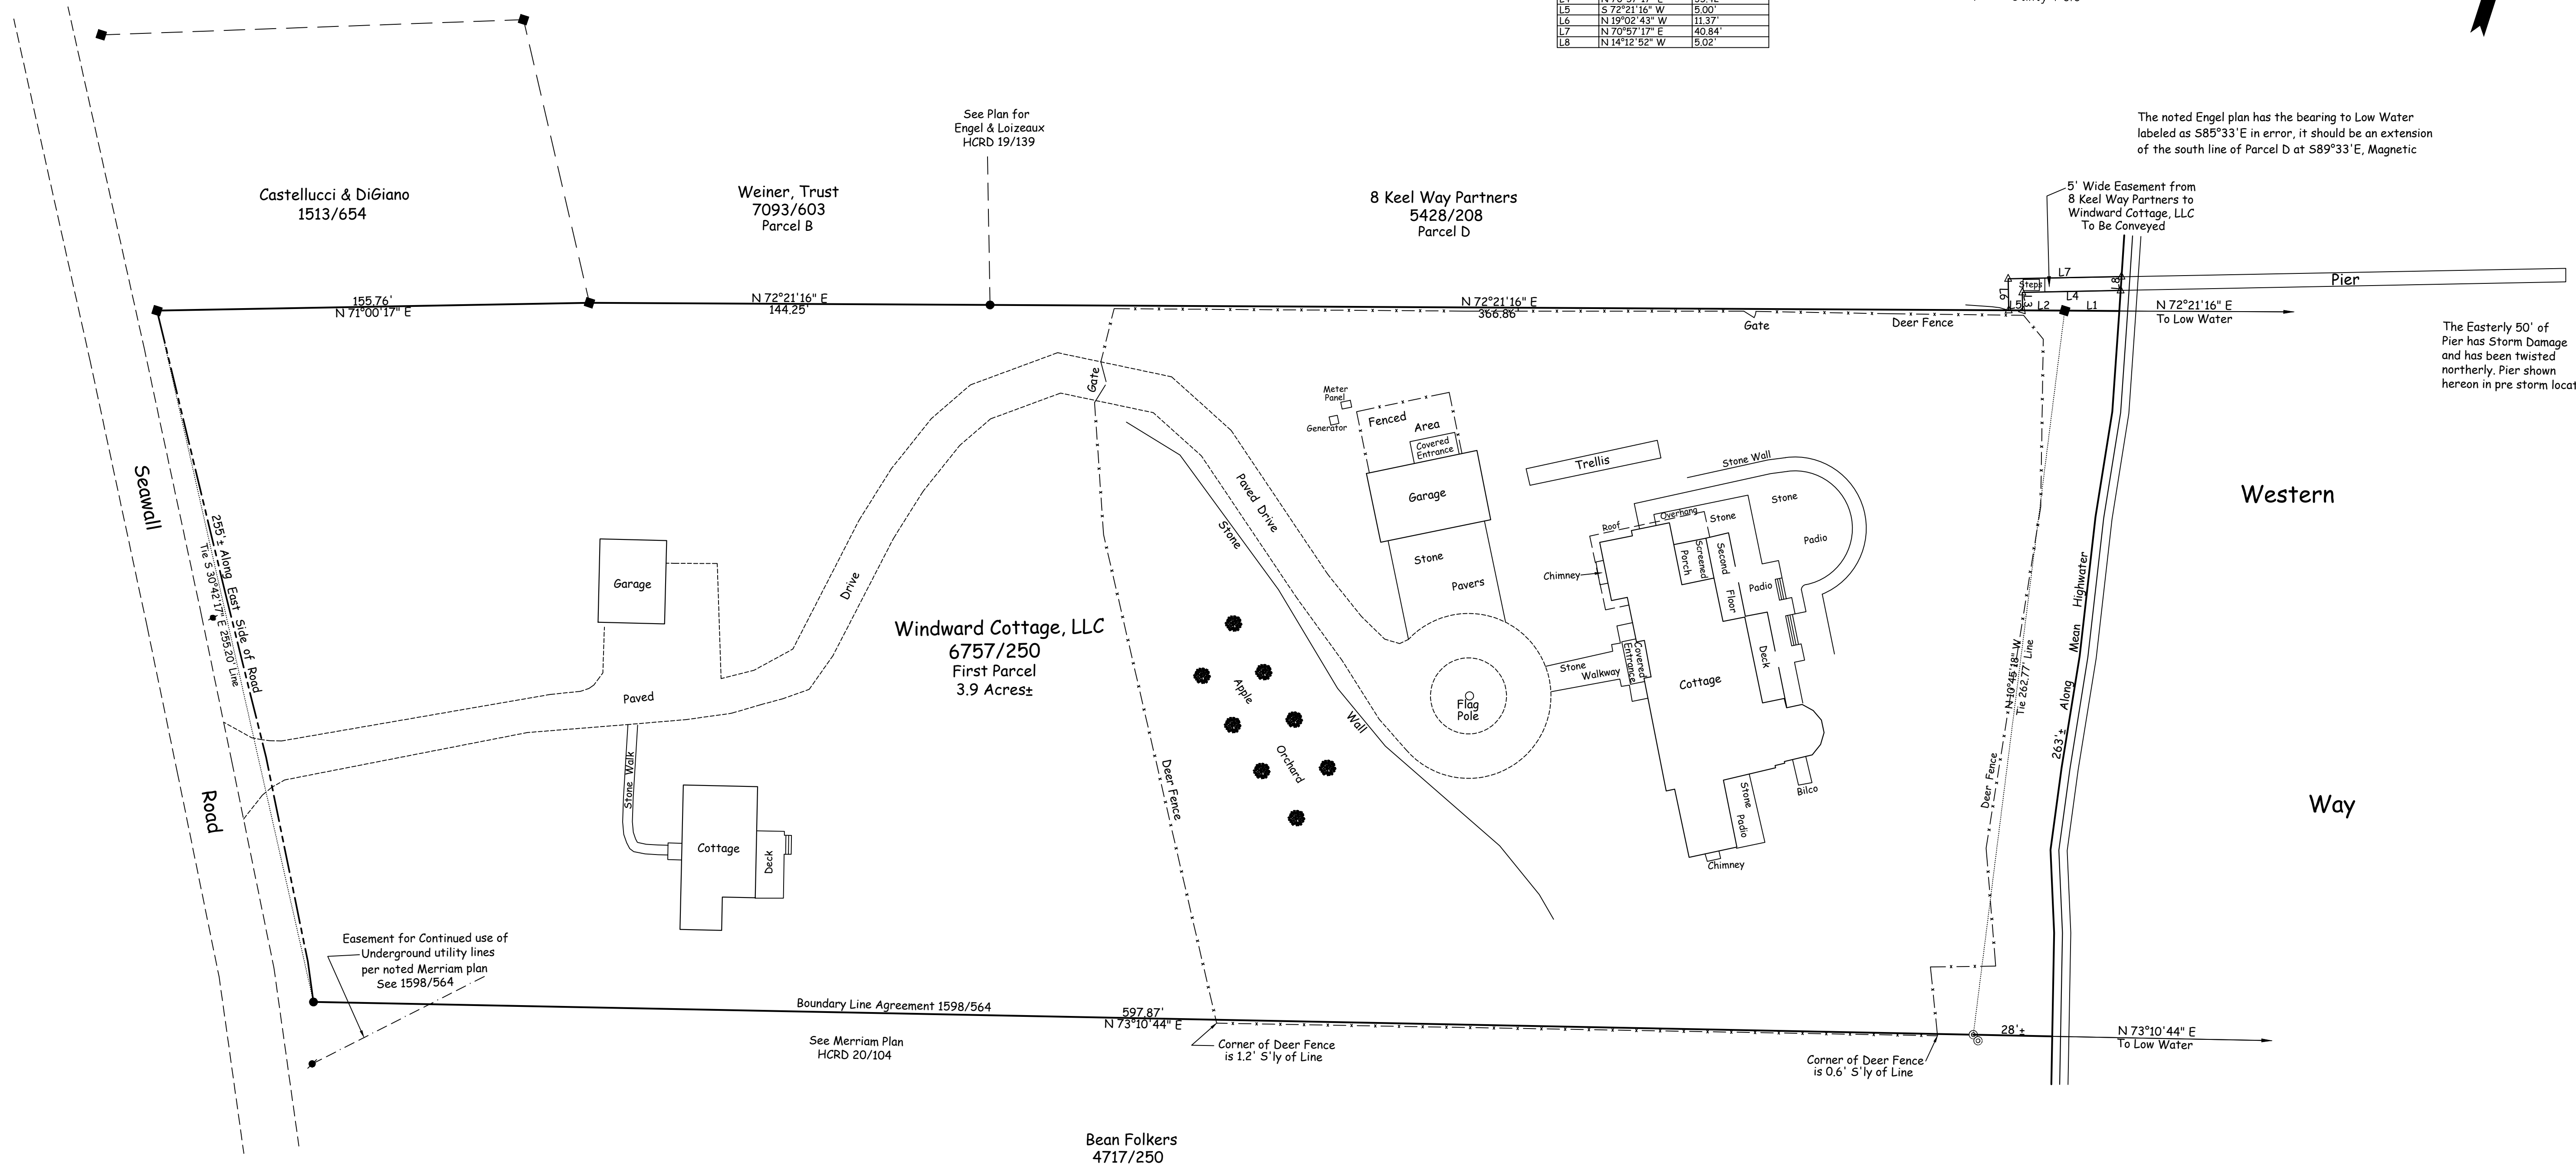 L5 S 72°21'16" W 5.00'
L6 N 19°02'43" W 11.37'
L7 N 70°57'17" E 40.84'
L8 N 14°12'52" W 5.02'
The noted Engel plan has the bearing to Low Water
labeled as S85°33'E in error, it should be an extension
of the south line of Parcel D at S89°33'E, Magnetic
See Plan for
Engel & Loizeaux
HCRD 19/139
Castellucci & DiGiano
1513/654
Weiner, Trust
7093/603
Parcel B
8 Keel Way Partners
5428/208
Parcel D
5' Wide Easement from
8 Keel Way Partners to
Windward Cottage, LLC
To Be Conveyed
155.76'
N 71°00'17" E
N 72°21'16" E
144.25'
N 72°21'16" E
366.86'
Gate
Deer Fence
L7
L8
Steps
L6
L4
L5
L3
L2
L1
Pier
N 72°21'16" E
To Low Water
The Easterly 50' of
Pier has Storm Damage
and has been twisted
northerly. Pier shown
hereon in pre storm locat
Seawall
Road
255'± Along East Side of Road
Tie S 30°42'17" E 255.20' Line
Gate
Meter
Panel
Generator
Fenced
Area
Covered
Entrance
Garage
Stone
Pavers
Trellis
Stone Wall
Stone
Padio
Roof
Overhang
Stone
Screened
Porch
Second
Floor
Padio
Chimney
Paved Drive
Stone
Wall
Garage
Drive
Paved
Windward Cottage, LLC
6757/250
First Parcel
3.9 Acres±
Apple
Orchard
Flag
Pole
Stone
Walkway
Covered
Entrance
Cottage
Deck
Bilco
Stone
Padio
Chimney
N 10°45'18" W
Tie 262.77' Line
Deer Fence
263'± Along Mean Highwater
Western
Way
Stone Walk
Cottage
Deck
Deer Fence
Easement for Continued use of
Underground utility lines
per noted Merriam plan
See 1598/564
Boundary Line Agreement 1598/564
597.87'
N 73°10'44" E
28'±
N 73°10'44" E
To Low Water
See Merriam Plan
HCRD 20/104
Corner of Deer Fence
is 1.2' S'ly of Line
Corner of Deer Fence
is 0.6' S'ly of Line
Bean Folkers
4717/250